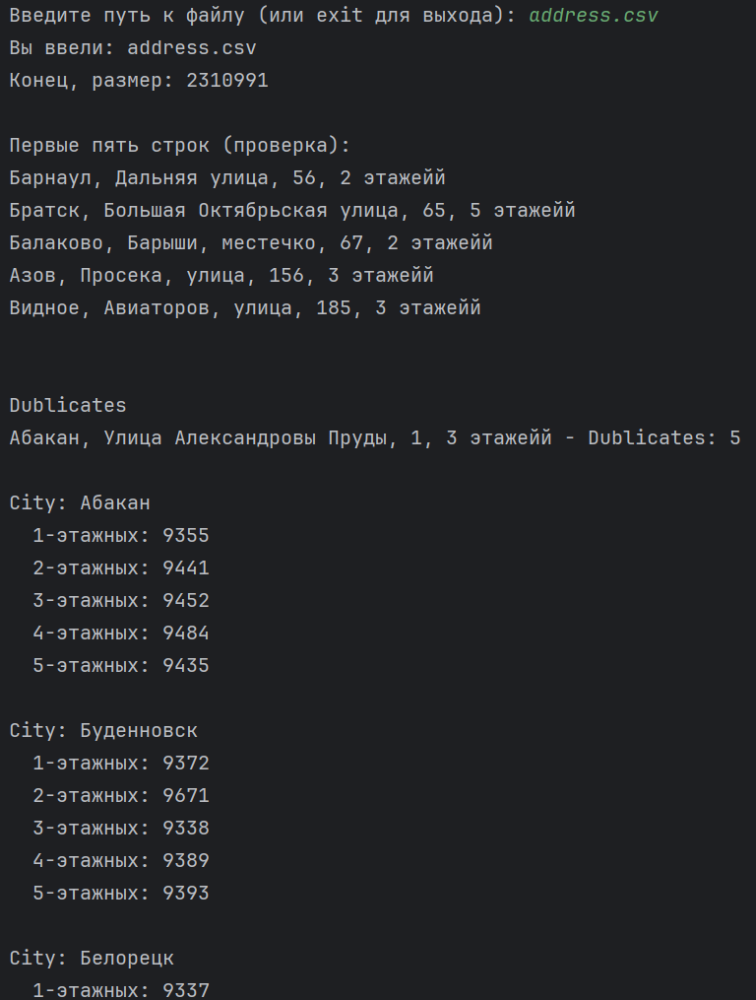 Введите путь к файлу (или exit для выхода): address.csv
Вы ввели: address.csv
Конец, размер: 2310991
Первые пять строк (проверка):
Барнаул, Дальняя улица, 56, 2 этажейй
Братск, Большая Октябрьская улица, 65, 5 этажейй
Балаково, Барыши, местечко, 67, 2 этажейй
Азов, Просека, улица, 156, 3 этажейй
Видное, Авиаторов, улица, 185, 3 этажейй
Dublicates
Абакан, Улица Александровы Пруды, 1, 3 этажейй - Dublicates: 5
City: Абакан
1-этажных: 9355
2-этажных: 9441
3-этажных: 9452
4-этажных: 9484
5-этажных: 9435
City: Буденновск
1-этажных: 9372
2-этажных: 9671
3-этажных: 9338
4-этажных: 9389
5-этажных: 9393
City: Белорецк
1-этажных: 9337